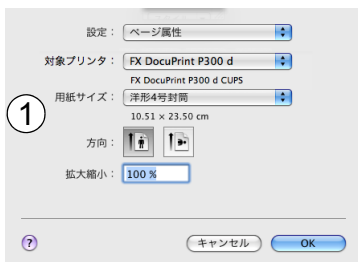 設定： ページ属性
対象プリンタ： FX DocuPrint P300 d
FX DocuPrint P300 d CUPS
用紙サイズ： 洋形4号封筒
10.51 × 23.50 cm
1
方向：
拡大縮小： 100 %
? キャンセル OK